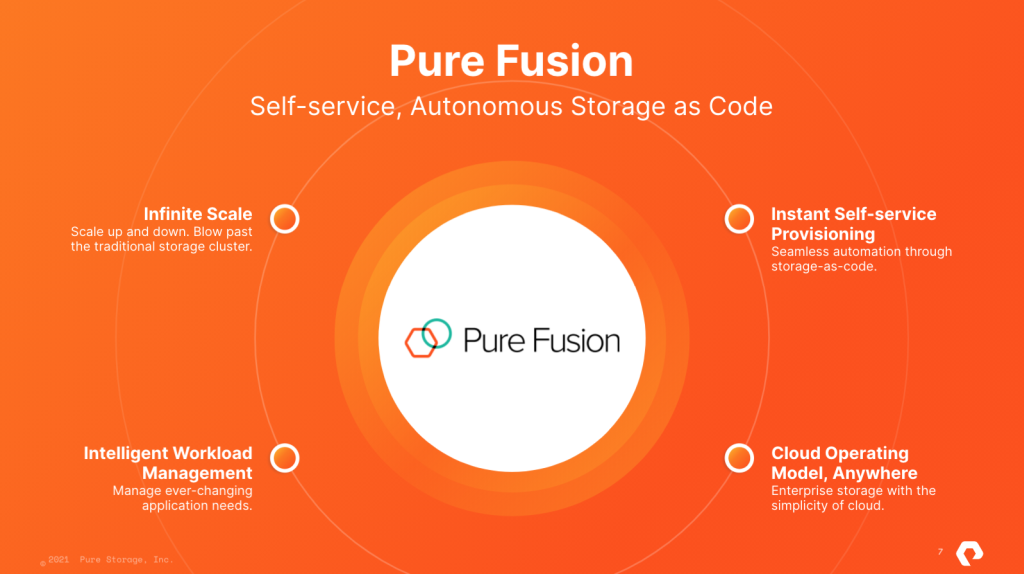 Pure Fusion
Self-service, Autonomous Storage as Code
Infinite Scale
Scale up and down. Blow past
the traditional storage cluster.
Instant Self-service
Provisioning
Seamless automation through
storage-as-code.
Pure Fusion
Intelligent Workload
Management
Manage ever-changing
application needs.
Cloud Operating
Model, Anywhere
Enterprise storage with the
simplicity of cloud.
© 2021 Pure Storage, Inc.
7